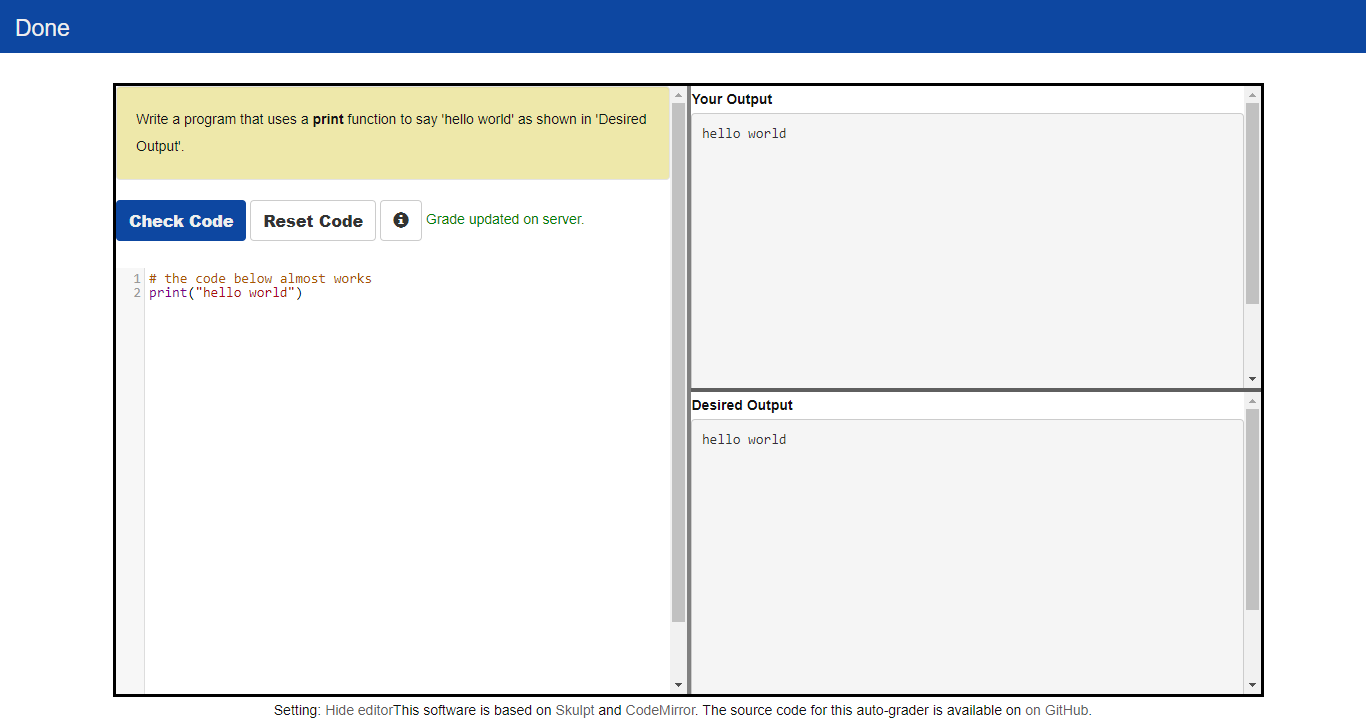 Done
Write a program that uses a print function to say 'hello world' as shown in 'Desired
Output'.
Check Code Reset Code Grade updated on server.
1 # the code below almost works
2 print("hello world")
Your Output
hello world
Desired Output
hello world
Setting: Hide editorThis software is based on Skulpt and CodeMirror. The source code for this auto-grader is available on on GitHub.